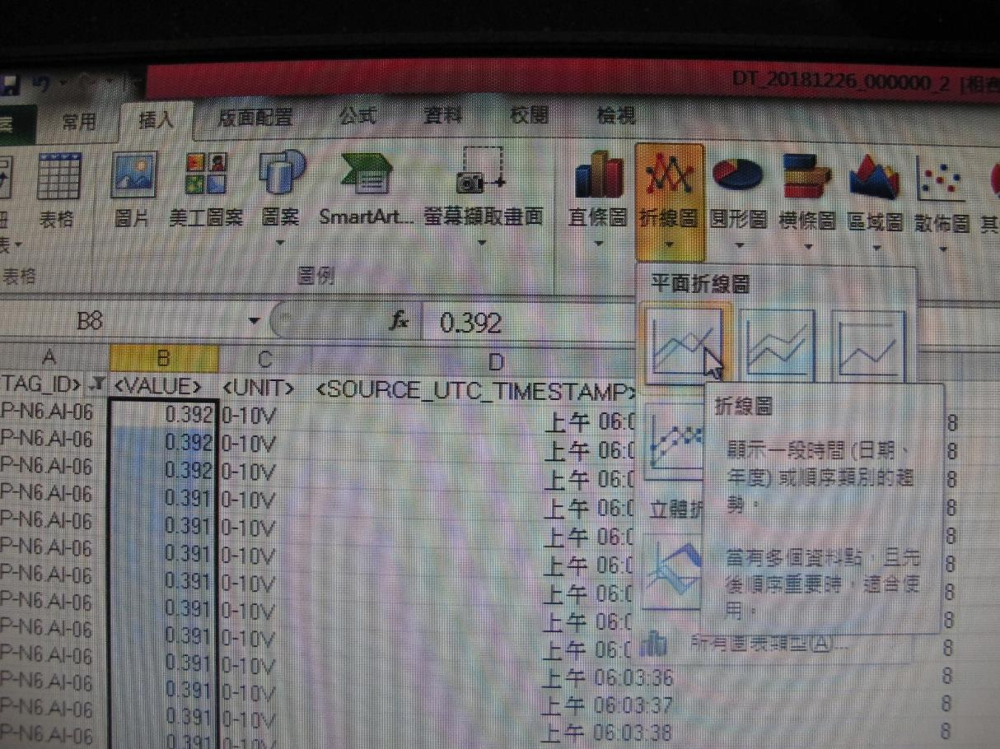 DT_20181226_000000_2 [相
常用 插入 版面配置 公式 資料 校閱 檢視
表格 圖片 美工圖案 圖案 SmartArt... 螢幕擷取畫面 直條圖 折線圖 圓形圖 橫條圖 區域圖 散佈圖 其
表格 圖例
平面折線圖
B8 fx 0.392
A B C D
TAG_ID> <VALUE> <UNIT> <SOURCE_UTC_TIMESTAMP>
折線圖
顯示一段時間 (日期、
年度) 或順序類別的趨
勢。
當有多個資料點，且先
後順序重要時，適合使
用。
立體折
所有圖表類型(A)...
P-N6.AI-06 0.392 0-10V 上午 06:0 8
P-N6.AI-06 0.392 0-10V 上午 06:0 8
P-N6.AI-06 0.392 0-10V 上午 06:0 8
P-N6.AI-06 0.391 0-10V 上午 06:0 8
P-N6.AI-06 0.391 0-10V 上午 06:0 8
P-N6.AI-06 0.391 0-10V 上午 06:0 8
P-N6.AI-06 0.391 0-10V 上午 06:0 8
P-N6.AI-06 0.391 0-10V 上午 06:0 8
P-N6.AI-06 0.391 0-10V 上午 06:0 8
P-N6.AI-06 0.391 0-10V 上午 06:03:36 8
P-N6.AI-06 0.391 0-10V 上午 06:03:37 8
P-N6.AI-06 0.391 0-10V 上午 06:03:38 8
P-N6.AI-06 0.391 0-10V